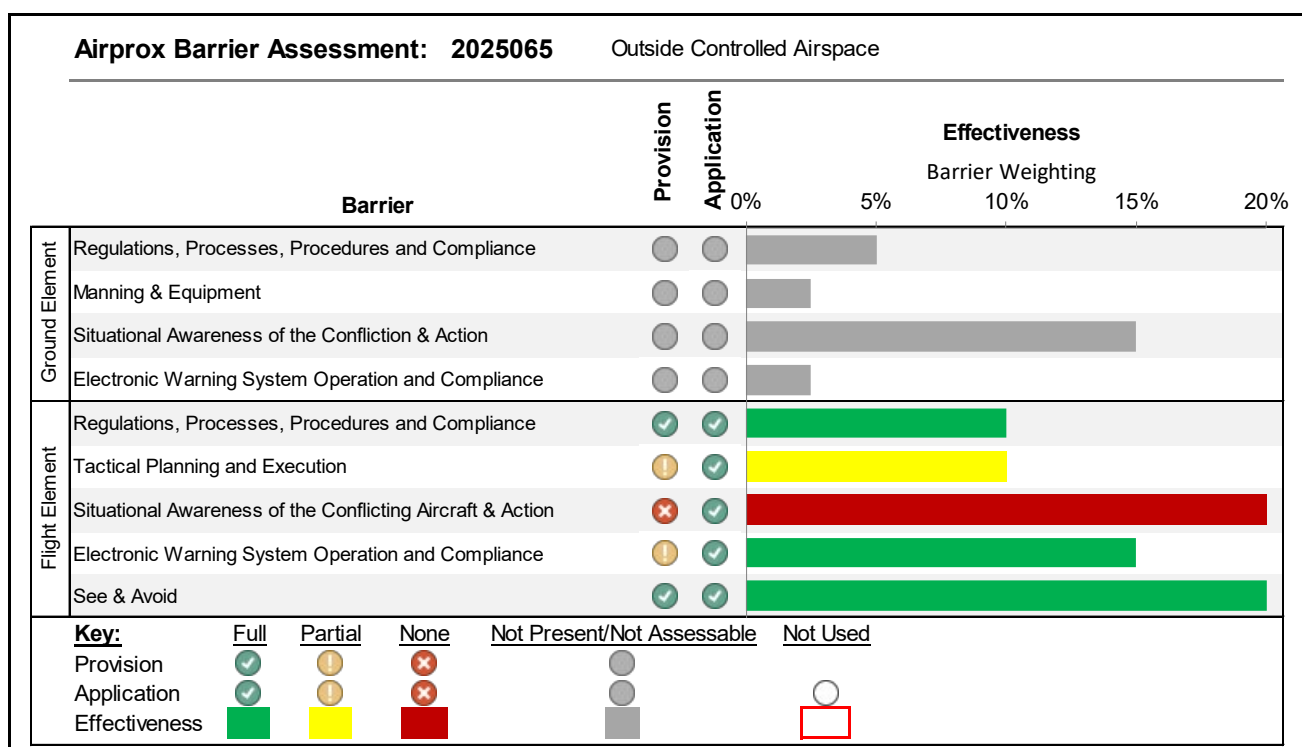 Airprox Barrier Assessment: 2025065 Outside Controlled Airspace
Barrier
Provision
Application
Effectiveness
Barrier Weighting
0% 5% 10% 15% 20%
Ground Element
Regulations, Processes, Procedures and Compliance
Manning & Equipment
Situational Awareness of the Confliction & Action
Electronic Warning System Operation and Compliance
Flight Element
Regulations, Processes, Procedures and Compliance
Tactical Planning and Execution
Situational Awareness of the Conflicting Aircraft & Action
Electronic Warning System Operation and Compliance
See & Avoid
Key: Full Partial None Not Present/Not Assessable Not Used
Provision
Application
Effectiveness